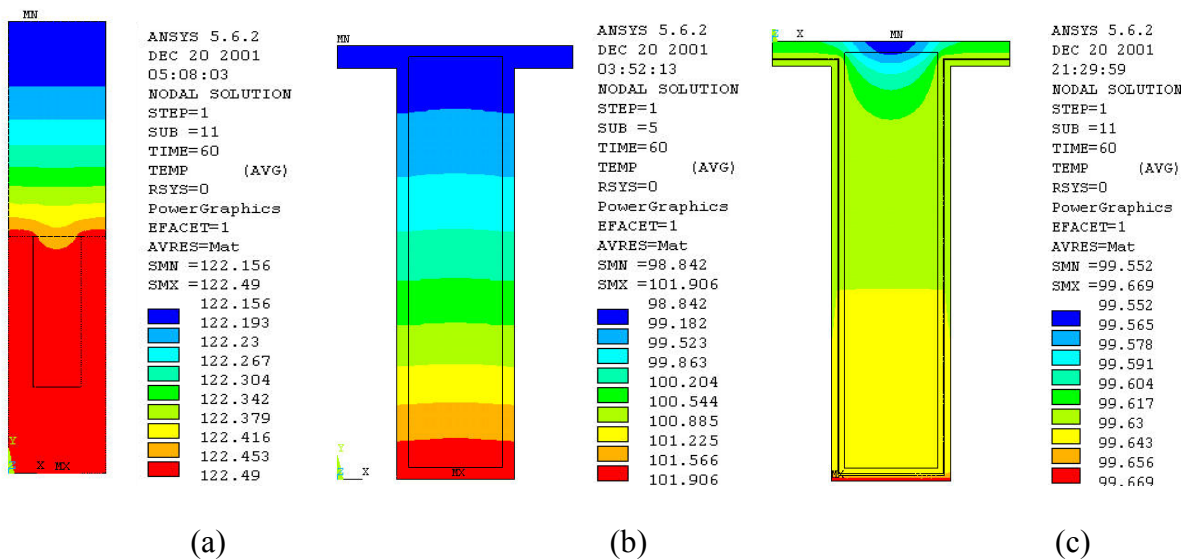 MN
ANSYS 5.6.2
DEC 20 2001
05:08:03
NODAL SOLUTION
STEP=1
SUB =11
TIME=60
TEMP (AVG)
RSYS=0
PowerGraphics
EFACET=1
AVRES=Mat
SMN =122.156
SMX =122.49
122.156
122.193
122.23
122.267
122.304
122.342
122.379
122.416
122.453
122.49
Y
Z
X
MX
(a)
MN
ANSYS 5.6.2
DEC 20 2001
03:52:13
NODAL SOLUTION
STEP=1
SUB =5
TIME=60
TEMP (AVG)
RSYS=0
PowerGraphics
EFACET=1
AVRES=Mat
SMN =98.842
SMX =101.906
98.842
99.182
99.523
99.863
100.204
100.544
100.885
101.225
101.566
101.906
Y
Z
X
MX
(b)
X
MN
ANSYS 5.6.2
DEC 20 2001
21:29:59
NODAL SOLUTION
STEP=1
SUB =11
TIME=60
TEMP (AVG)
RSYS=0
PowerGraphics
EFACET=1
AVRES=Mat
SMN =99.552
SMX =99.669
99.552
99.565
99.578
99.591
99.604
99.617
99.63
99.643
99.656
99.669
MX
(c)